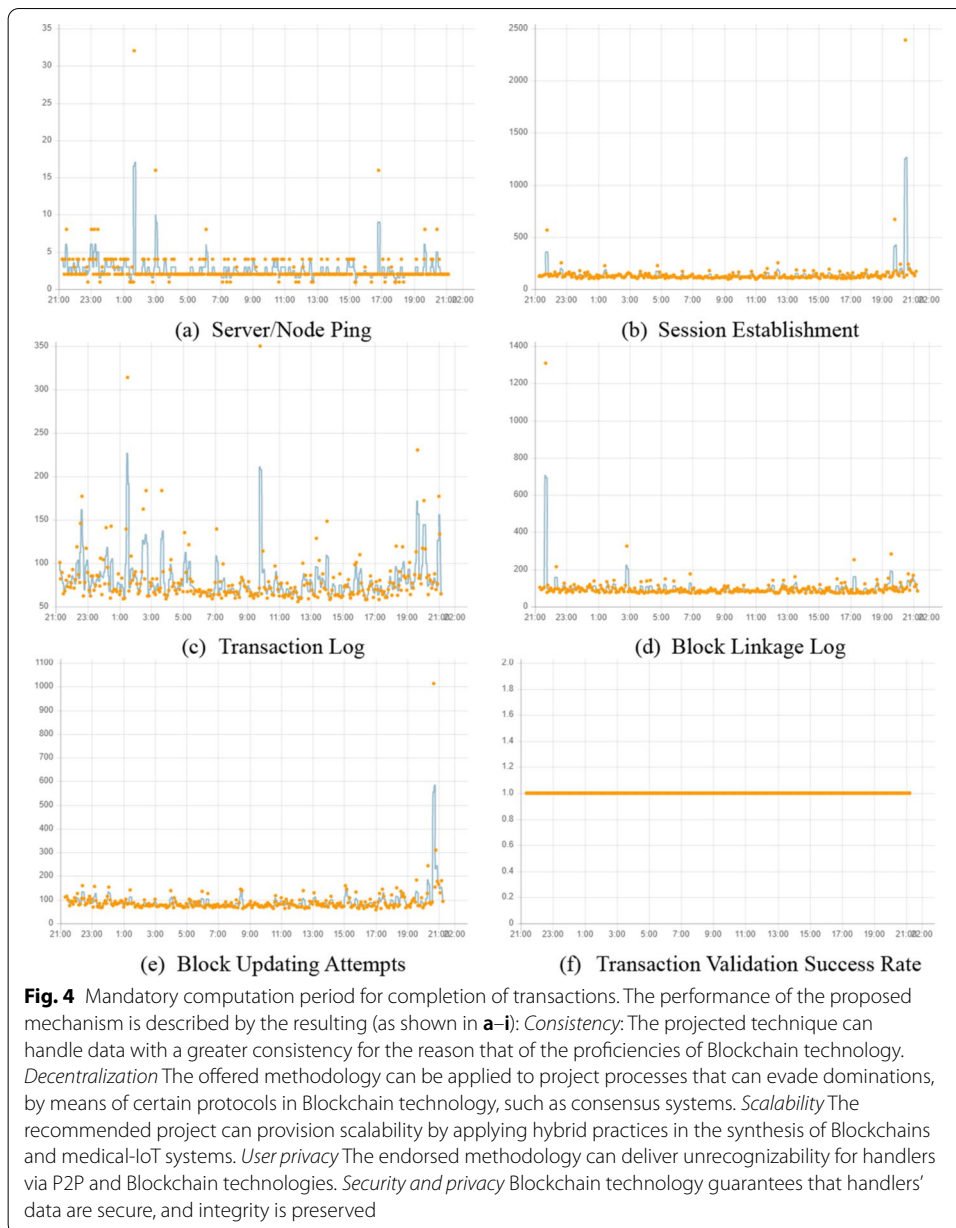 35
30
25
20
15
10
5
0
21:00 23:00 1:00 3:00 5:00 7:00 9:00 11:00 13:00 15:00 17:00 19:00 21:00 22:00
(a) Server/Node Ping
2500
2000
1500
1000
500
0
21:00 23:00 1:00 3:00 5:00 7:00 9:00 11:00 13:00 15:00 17:00 19:00 21:00 22:00
(b) Session Establishment
350
300
250
200
150
100
50
21:00 23:00 1:00 3:00 5:00 7:00 9:00 11:00 13:00 15:00 17:00 19:00 21:00 22:00
(c) Transaction Log
1400
1200
1000
800
600
400
200
0
21:00 23:00 1:00 3:00 5:00 7:00 9:00 11:00 13:00 15:00 17:00 19:00 21:00 22:00
(d) Block Linkage Log
1100
1000
900
800
700
600
500
400
300
200
100
0
21:00 23:00 1:00 3:00 5:00 7:00 9:00 11:00 13:00 15:00 17:00 19:00 21:00 22:00
(e) Block Updating Attempts
2.0
1.8
1.6
1.4
1.2
1.0
0.8
0.6
0.4
0.2
0
21:00 23:00 1:00 3:00 5:00 7:00 9:00 11:00 13:00 15:00 17:00 19:00 21:00 22:00
(f) Transaction Validation Success Rate
Fig. 4 Mandatory computation period for completion of transactions. The performance of the proposed
mechanism is described by the resulting (as shown in a–i): Consistency: The projected technique can
handle data with a greater consistency for the reason that of the proficiencies of Blockchain technology.
Decentralization The offered methodology can be applied to project processes that can evade dominations,
by means of certain protocols in Blockchain technology, such as consensus systems. Scalability The
recommended project can provision scalability by applying hybrid practices in the synthesis of Blockchains
and medical-IoT systems. User privacy The endorsed methodology can deliver unrecognizability for handlers
via P2P and Blockchain technologies. Security and privacy Blockchain technology guarantees that handlers’
data are secure, and integrity is preserved